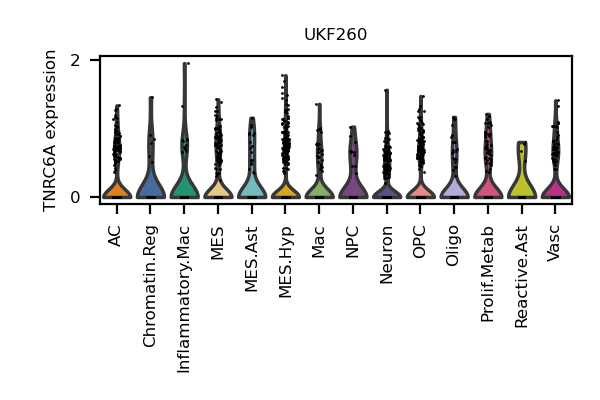 UKF260
TNRC6A expression
2
0
AC
Chromatin.Reg
Inflammatory.Mac
MES
MES.Ast
MES.Hyp
Mac
NPC
Neuron
OPC
Oligo
Prolif.Metab
Reactive.Ast
Vasc